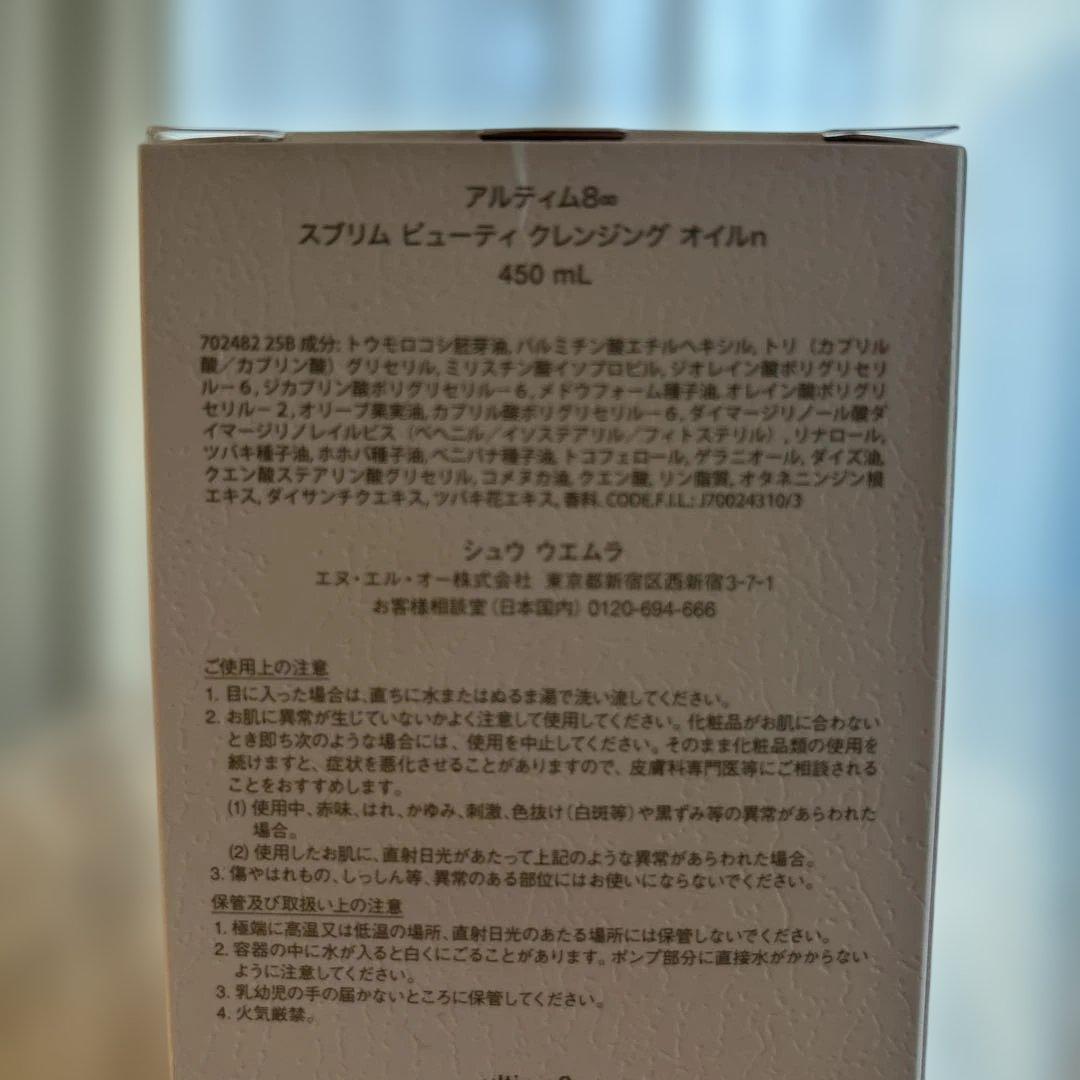 アルティム8∞
スブリム ビューティ クレンジング オイルn
450 mL
702482 25B 成分: トウモロコシ胚芽油, パルミチン酸エチルヘキシル, トリ（カプリル
酸／カプリン酸）グリセリル, ミリスチン酸イソプロピル, ジオレイン酸ポリグリセリ
ル－6, ジカプリン酸ポリグリセリル－6, メドウフォーム種子油, オレイン酸ポリグリ
セリル－2, オリーブ果実油, カプリル酸ポリグリセリル－6, ダイマージリノール酸ダ
イマージリノレイルビス（ベヘニル／イソステアリル／フィトステリル）, リナロール,
ツバキ種子油, ホホバ種子油, ベニバナ種子油, トコフェロール, ゲラニオール, ダイズ油,
クエン酸ステアリン酸グリセリル, コメヌカ油, クエン酸, リン脂質, オタネニンジン根
エキス, ダイサンチクエキス, ツバキ花エキス, 香料. CODE.F.I.L.: J70024310/3
シュウ ウエムラ
エヌ・エル・オー株式会社 東京都新宿区西新宿3-7-1
お客様相談室（日本国内）0120-694-666
ご使用上の注意
1. 目に入った場合は、直ちに水またはぬるま湯で洗い流してください。
2. お肌に異常が生じていないかよく注意して使用してください。化粧品がお肌に合わない
とき即ち次のような場合には、使用を中止してください。そのまま化粧品類の使用を
続けますと、症状を悪化させることがありますので、皮膚科専門医等にご相談される
ことをおすすめします。
(1) 使用中、赤味、はれ、かゆみ、刺激、色抜け（白斑等）や黒ずみ等の異常があらわれた
場合。
(2) 使用したお肌に、直射日光があたって上記のような異常があらわれた場合。
3. 傷やはれもの、しっしん等、異常のある部位にはお使いにならないでください。
保管及び取扱い上の注意
1. 極端に高温又は低温の場所、直射日光のあたる場所には保管しないでください。
2. 容器の中に水が入ると白くにごることがあります。ポンプ部分に直接水がかからない
ように注意してください。
3. 乳幼児の手の届かないところに保管してください。
4. 火気厳禁。